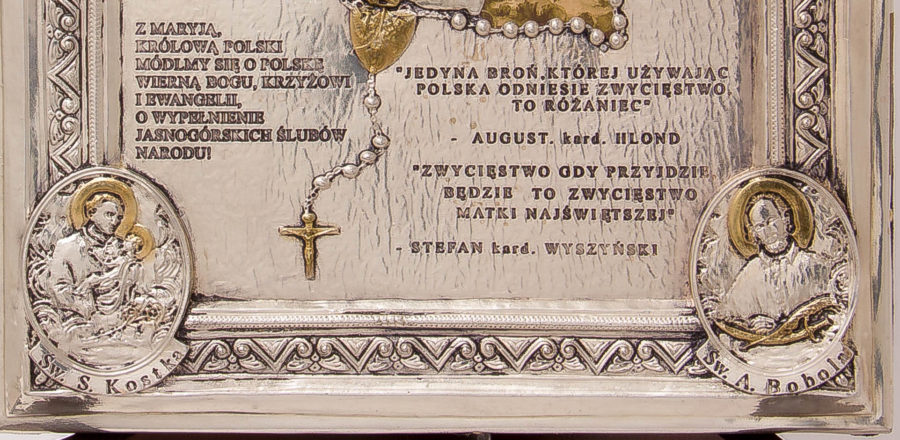 Z MARYJĄ,
KRÓLOWĄ POLSKI
MÓDLMY SIĘ O POLSKĘ
WIERNĄ BOGU, KRZYŻOWI
I EWANGELII,
O WYPEŁNIENIE
JASNOGÓRSKICH ŚLUBÓW
NARODU!
"JEDYNA BROŃ,KTÓREJ UŻYWAJĄC
POLSKA ODNIESIE ZWYCIĘSTWO
TO RÓŻANIEC"
- AUGUST. kard. HLOND
"ZWYCIĘSTWO GDY PRZYJDZIE
BĘDZIE TO ZWYCIĘSTWO
MATKI NAJŚWIĘTSZEJ"
- STEFAN kard. WYSZYŃSKI
Św. S. Kostka
Św. A. Bobola